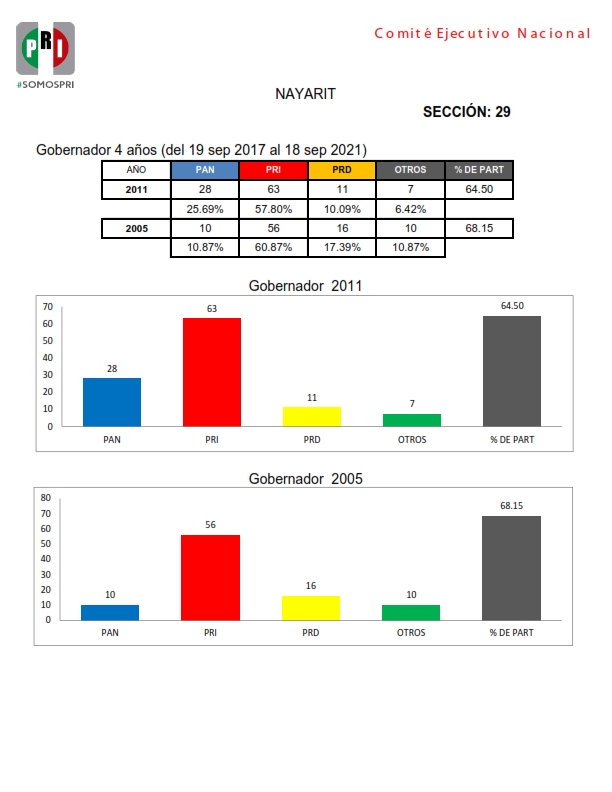 Comité Ejecutivo Nacional
PRI
#SOMOSPRI
NAYARIT
SECCIÓN: 29
Gobernador 4 años (del 19 sep 2017 al 18 sep 2021)
AÑO PAN PRI PRD OTROS % DE PART
2011 28 63 11 7 64.50
25.69% 57.80% 10.09% 6.42%
2005 10 56 16 10 68.15
10.87% 60.87% 17.39% 10.87%
Gobernador 2011
70
60
50
40
30
20
10
0
28 63 11 7 64.50
PAN PRI PRD OTROS % DE PART
Gobernador 2005
80
70
60
50
40
30
20
10
0
10 56 16 10 68.15
PAN PRI PRD OTROS % DE PART